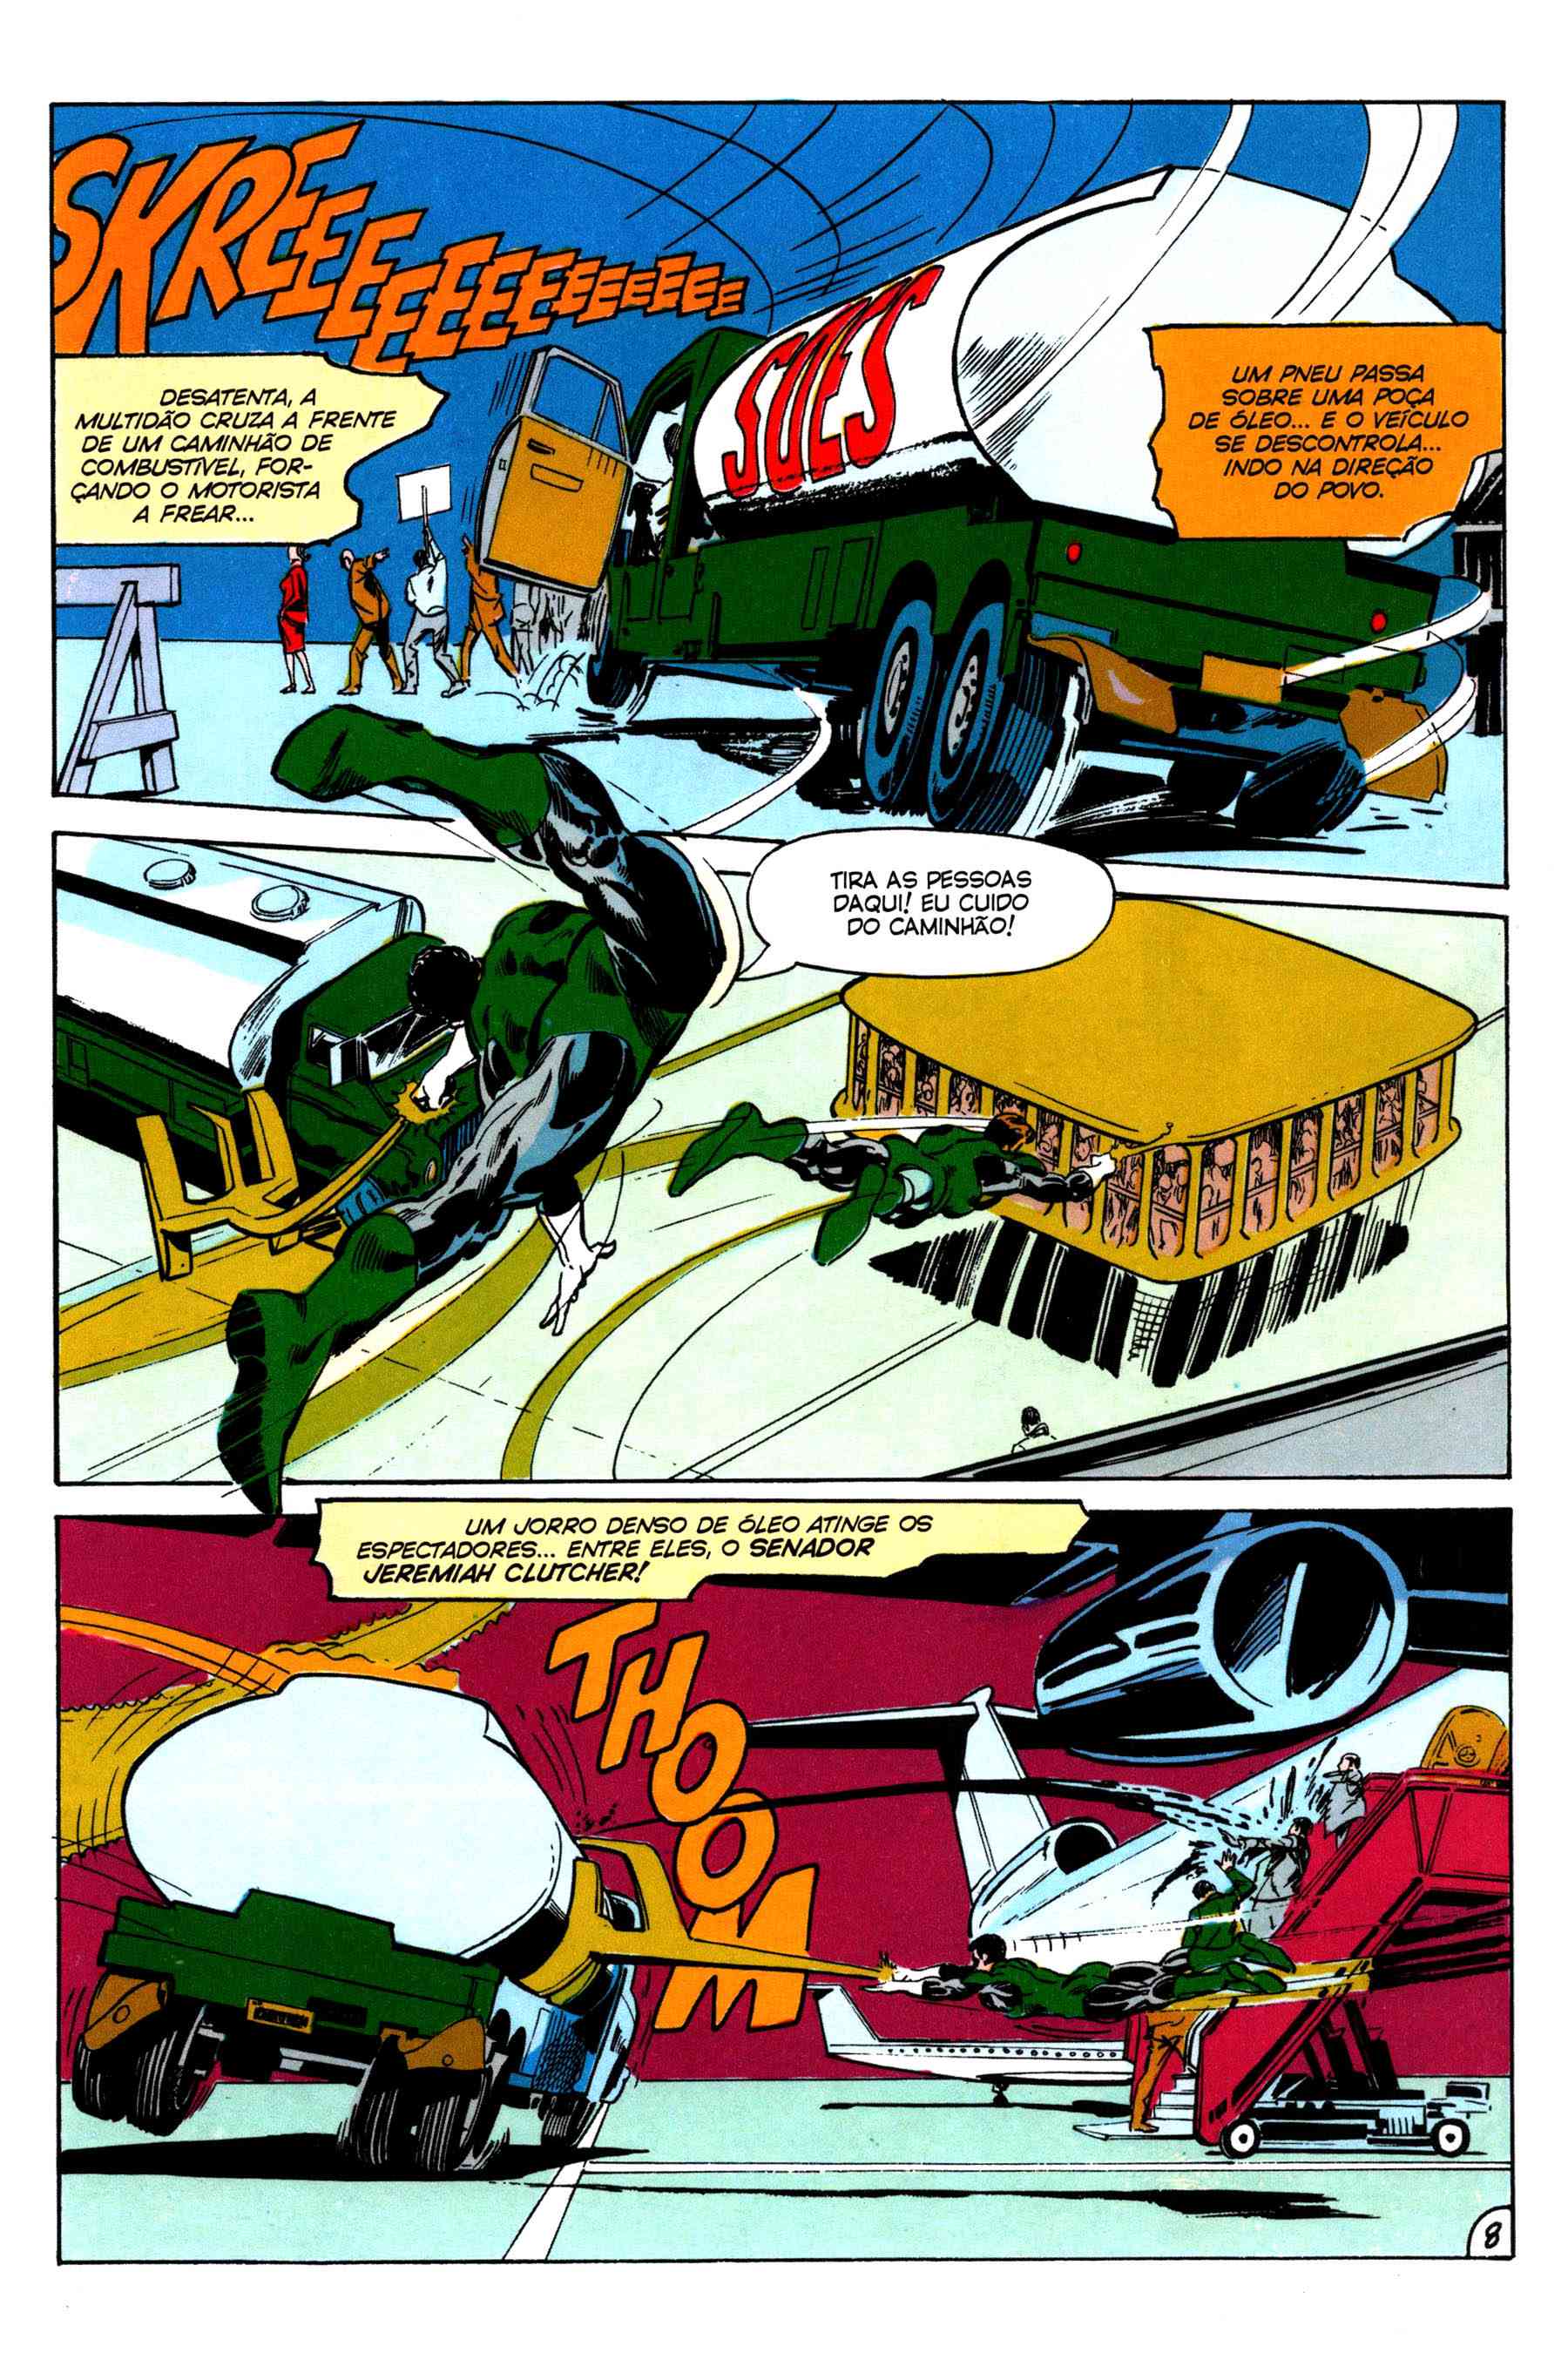 SKREEEEEEEEEEEEEEE
DESATENTA, A
MULTIDÃO CRUZA A FRENTE
DE UM CAMINHÃO DE
COMBUSTÍVEL, FOR-
ÇANDO O MOTORISTA
A FREAR...
SOES
UM PNEU PASSA
SOBRE UMA POÇA
DE ÓLEO... E O VEÍCULO
SE DESCONTROLA...
INDO NA DIREÇÃO
DO POVO.
TIRA AS PESSOAS
DAQUI! EU CUIDO
DO CAMINHÃO!
UM JORRO DENSO DE ÓLEO ATINGE OS
ESPECTADORES... ENTRE ELES, O SENADOR
JEREMIAH CLUTCHER!
THOOM
8